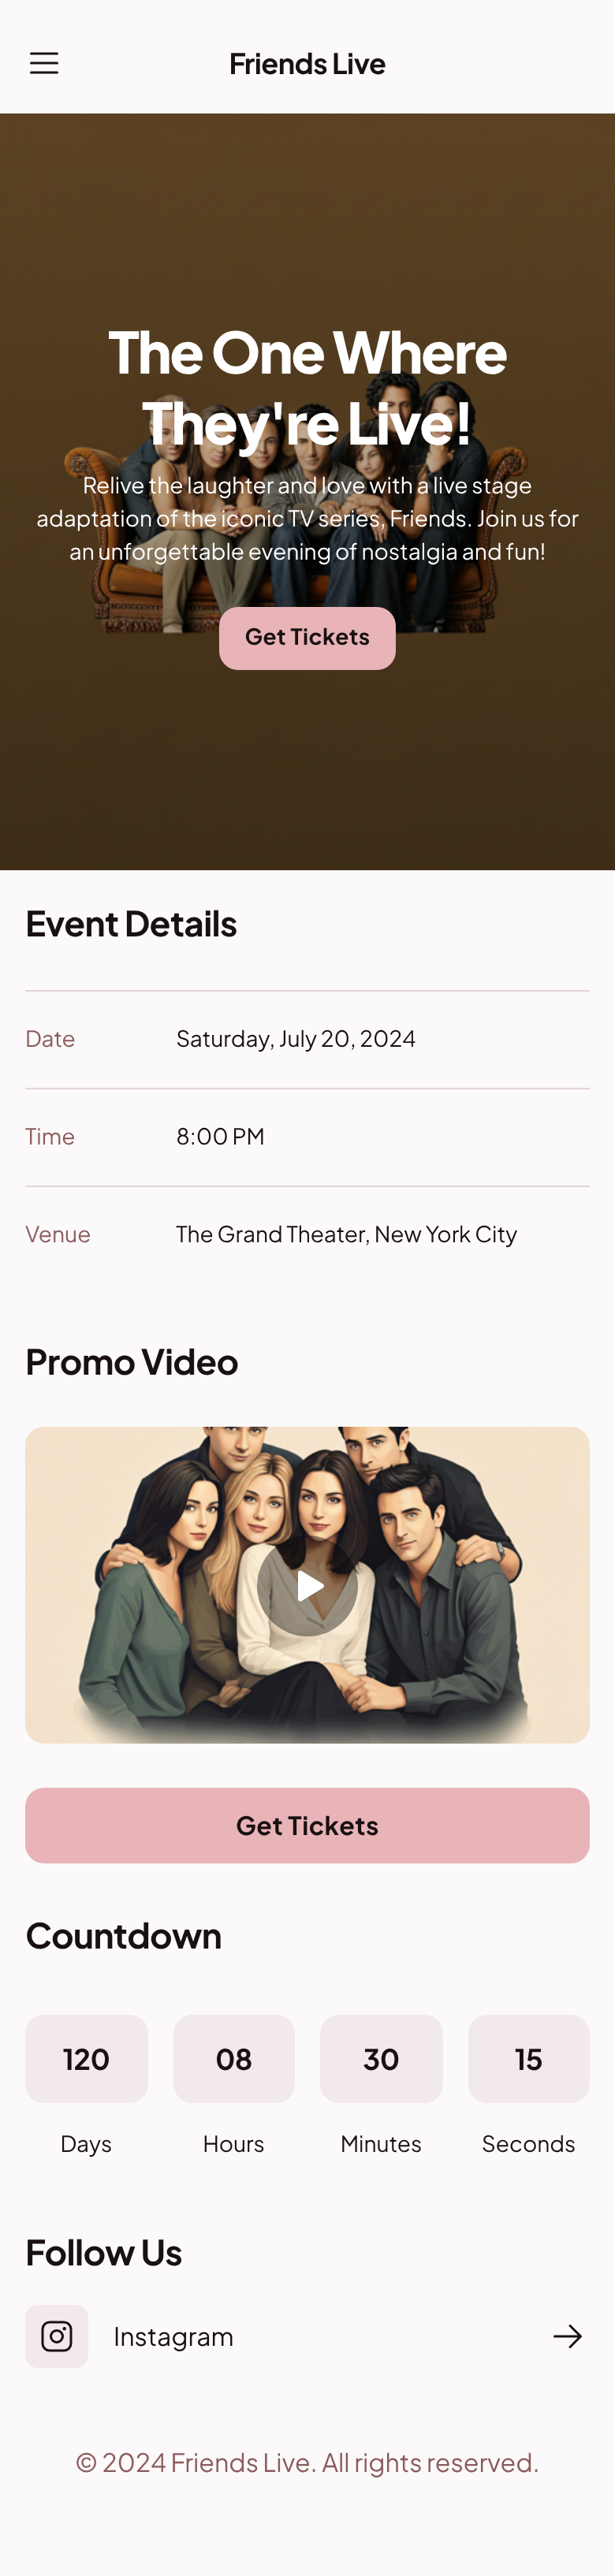 Friends Live
The One Where
They're Live!
Relive the laughter and love with a live stage
adaptation of the iconic TV series, Friends. Join us for
an unforgettable evening of nostalgia and fun!
Get Tickets
Event Details
Date Saturday, July 20, 2024
Time 8:00 PM
Venue The Grand Theater, New York City
Promo Video
Get Tickets
Countdown
120 08 30 15
Days Hours Minutes Seconds
Follow Us
Instagram
© 2024 Friends Live. All rights reserved.